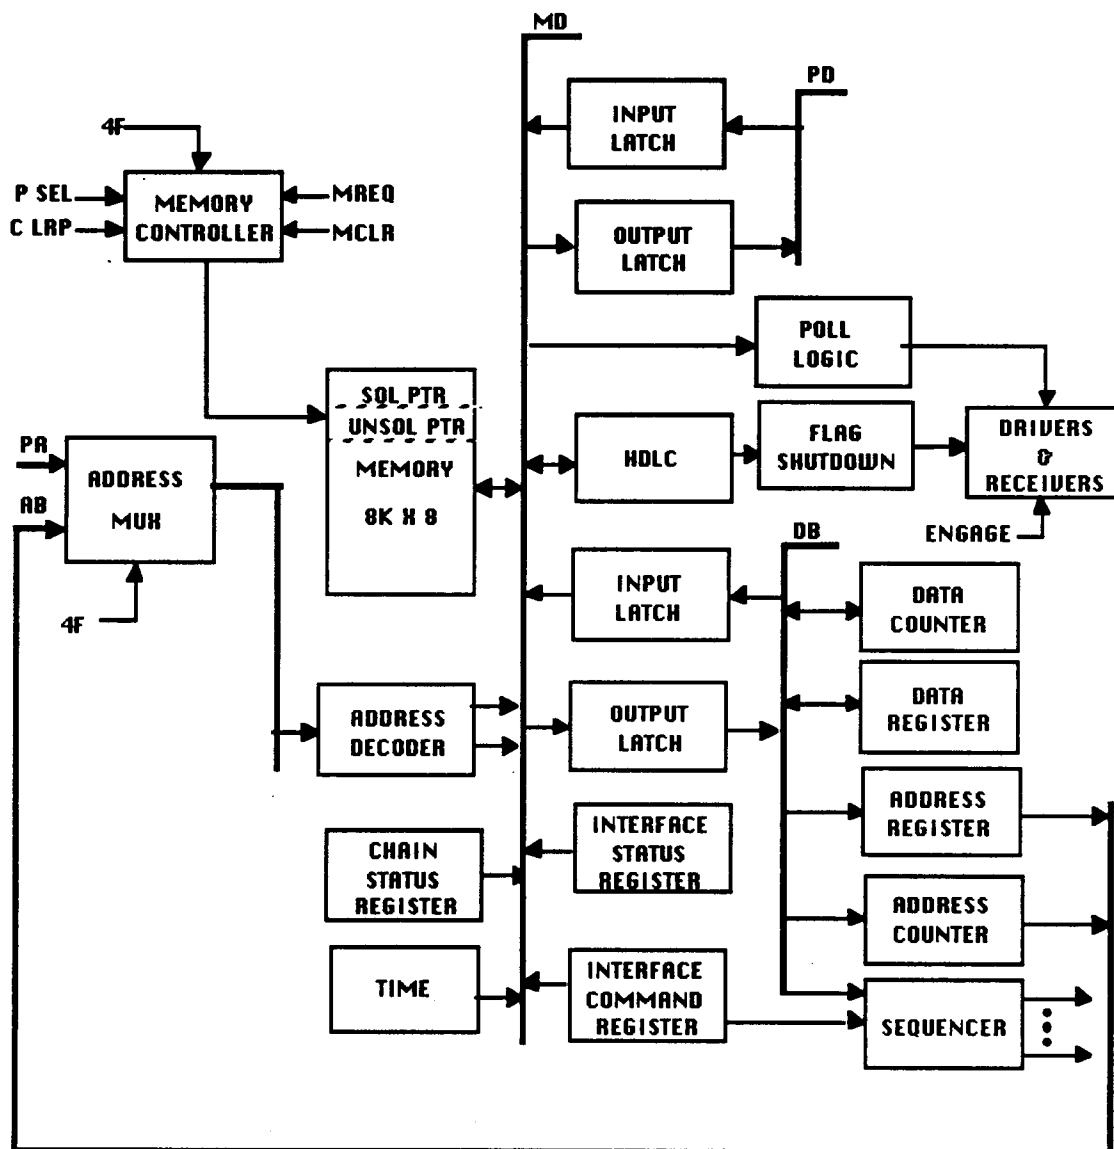 MD
PD
INPUT
LATCH
4F
P SEL
C LRP
MEMORY
CONTROLLER
MREQ
MCLR
OUTPUT
LATCH
POLL
LOGIC
SOL PTR
UNSOL PTR
MEMORY
8K X 8
HDLC
FLAG
SHUTDOWN
DRIVERS
&
RECEIVERS
ENGAGE
PA
AB
ADDRESS
MUX
4F
DB
INPUT
LATCH
DATA
COUNTER
ADDRESS
DECODER
OUTPUT
LATCH
DATA
REGISTER
ADDRESS
REGISTER
CHAIN
STATUS
REGISTER
INTERFACE
STATUS
REGISTER
ADDRESS
COUNTER
TIME
INTERFACE
COMMAND
REGISTER
SEQUENCER